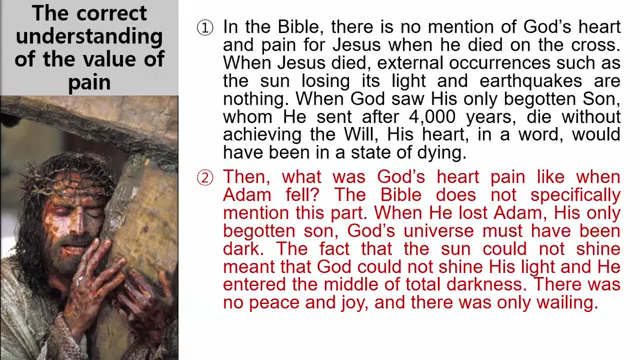 The correct
understanding
of the value of
pain
① In the Bible, there is no mention of God's heart
and pain for Jesus when he died on the cross.
When Jesus died, external occurrences such as
the sun losing its light and earthquakes are
nothing. When God saw His only begotten Son,
whom He sent after 4,000 years, die without
achieving the Will, His heart, in a word, would
have been in a state of dying.
② Then, what was God's heart pain like when
Adam fell? The Bible does not specifically
mention this part. When He lost Adam, His only
begotten son, God's universe must have been
dark. The fact that the sun could not shine
meant that God could not shine His light and He
entered the middle of total darkness. There was
no peace and joy, and there was only wailing.